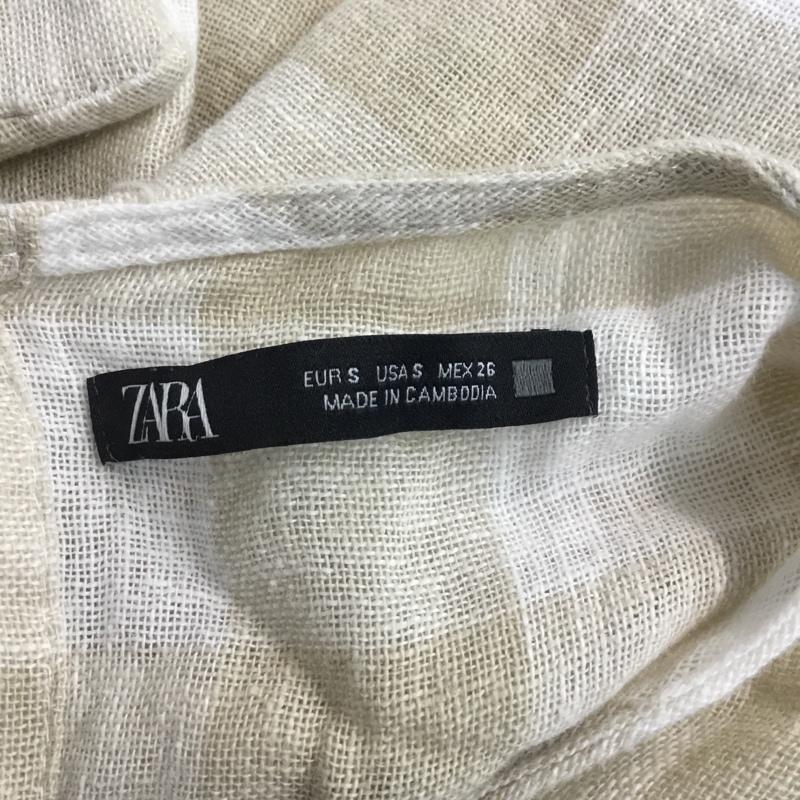 ZARA
EUR S USA S MEX 26
MADE IN CAMBODIA